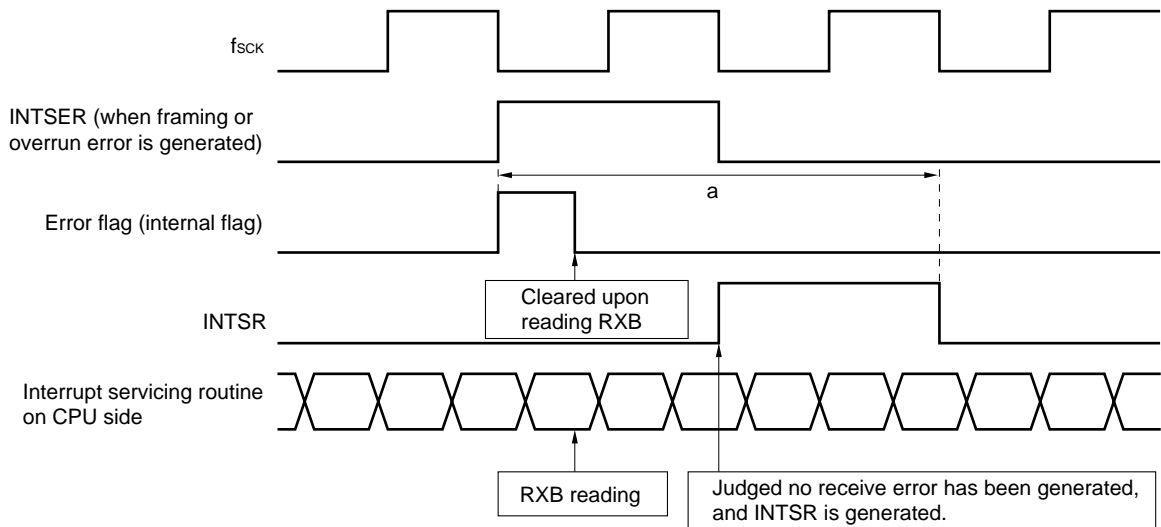 fSCK
INTSER (when framing or
overrun error is generated)
a
Error flag (internal flag)
Cleared upon
reading RXB
INTSR
Interrupt servicing routine
on CPU side
RXB reading
Judged no receive error has been generated,
and INTSR is generated.